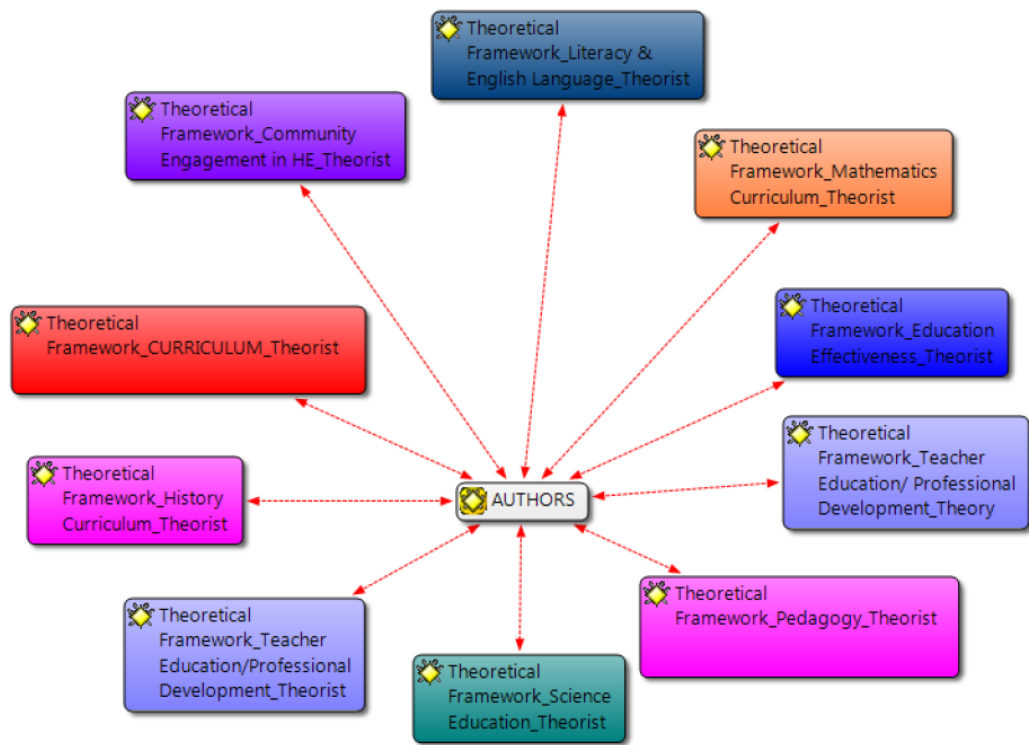 Theoretical
Framework_Literacy &
English Language_Theorist
Theoretical
Framework_Community
Engagement in HE_Theorist
Theoretical
Framework_Mathematics
Curriculum_Theorist
Theoretical
Framework_CURRICULUM_Theorist
Theoretical
Framework_Education
Effectiveness_Theorist
Theoretical
Framework_Teacher
Education/ Professional
Development_Theory
Theoretical
Framework_History
Curriculum_Theorist
AUTHORS
Theoretical
Framework_Pedagogy_Theorist
Theoretical
Framework_Teacher
Education/Professional
Development_Theorist
Theoretical
Framework_Science
Education_Theorist